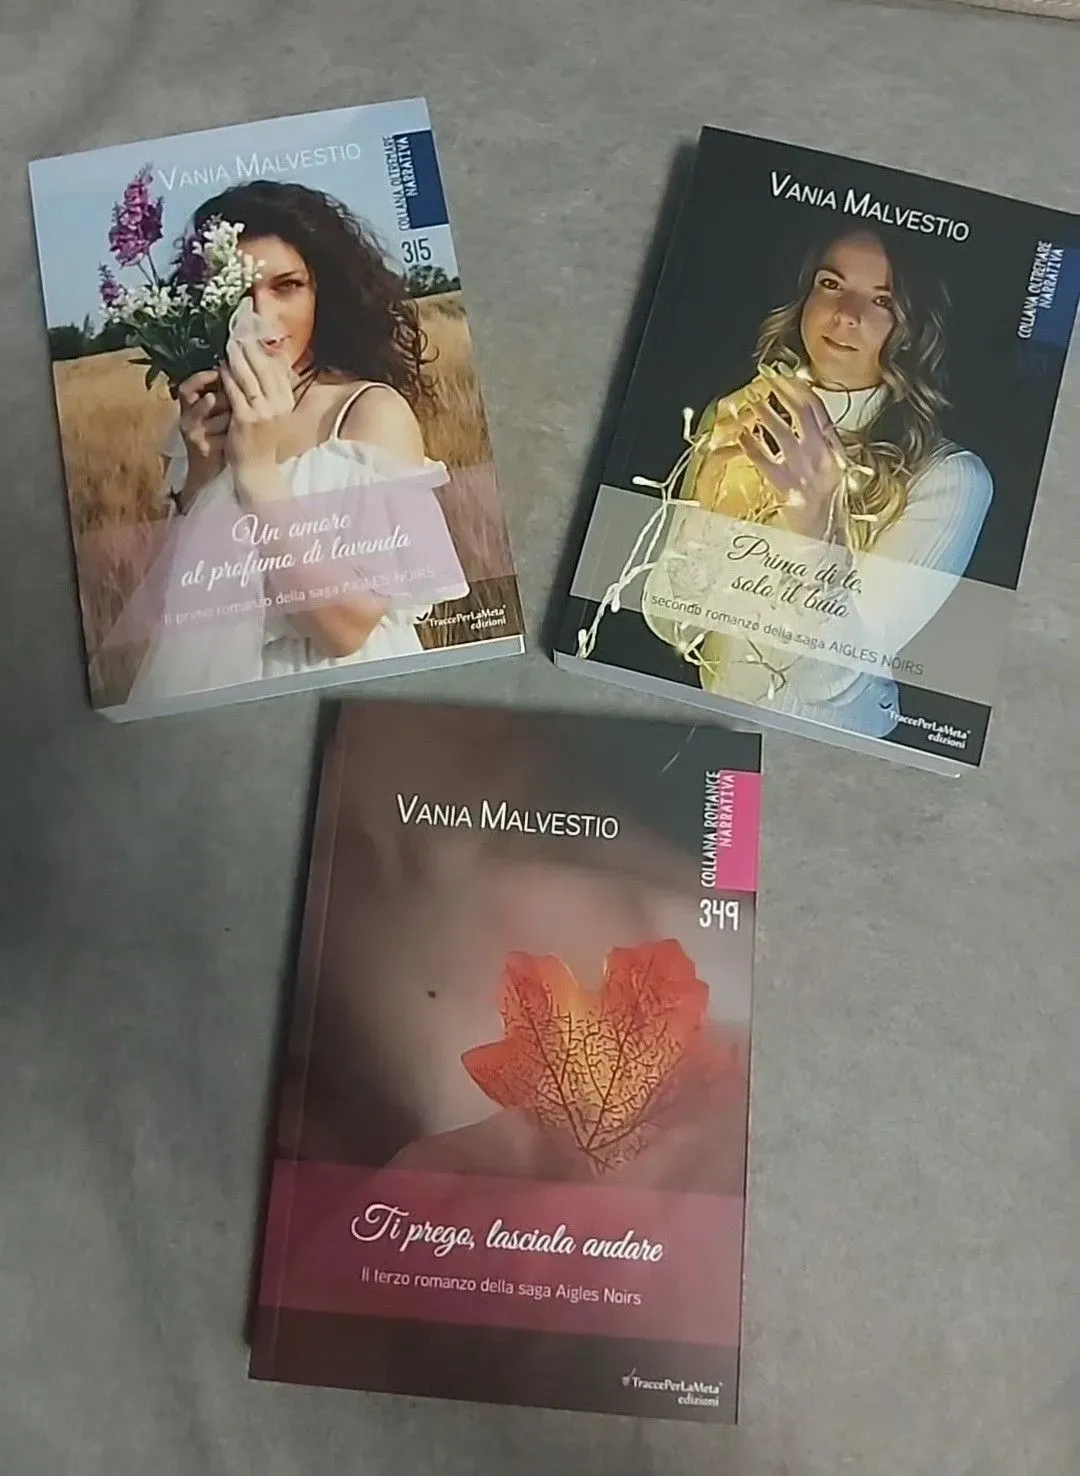 VANIA MALVESTIO
COLLANA OLTREMARE
NARRATIVA
315
Un amore
al profumo di lavanda
Il primo romanzo della saga AIGLES NOIRS
TraccePerLaMeta
edizioni
VANIA MALVESTIO
COLLANA OLTREMARE
NARRATIVA
Prima di te,
solo il buio
Il secondo romanzo della saga AIGLES NOIRS
TraccePerLaMeta
edizioni
VANIA MALVESTIO
COLLANA ROMANCE
NARRATIVA
349
Ti prego, lasciala andare
Il terzo romanzo della saga Aigles Noirs
TraccePerLaMeta
edizioni